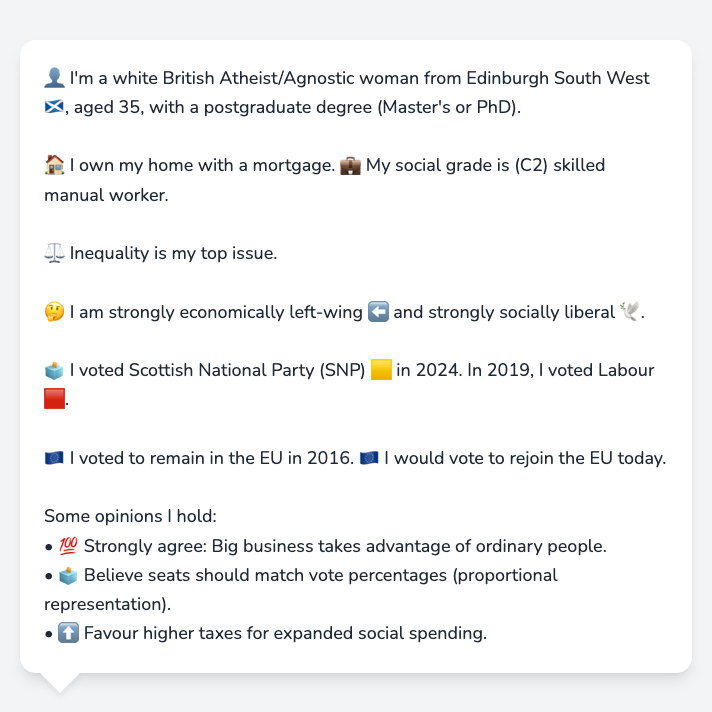 👤 I'm a white British Atheist/Agnostic woman from Edinburgh South West
🏴󠁧󠁢󠁳󠁣󠁴󠁿, aged 35, with a postgraduate degree (Master's or PhD).
🏠 I own my home with a mortgage. 💼 My social grade is (C2) skilled
manual worker.
⚖️ Inequality is my top issue.
🤔 I am strongly economically left-wing ⬅️ and strongly socially liberal 🕊️.
🗳️ I voted Scottish National Party (SNP) 🟨 in 2024. In 2019, I voted Labour
🟥.
🇪🇺 I voted to remain in the EU in 2016. 🇪🇺 I would vote to rejoin the EU today.
Some opinions I hold:
• 💯 Strongly agree: Big business takes advantage of ordinary people.
• 🗳️ Believe seats should match vote percentages (proportional
representation).
• ⬆️ Favour higher taxes for expanded social spending.